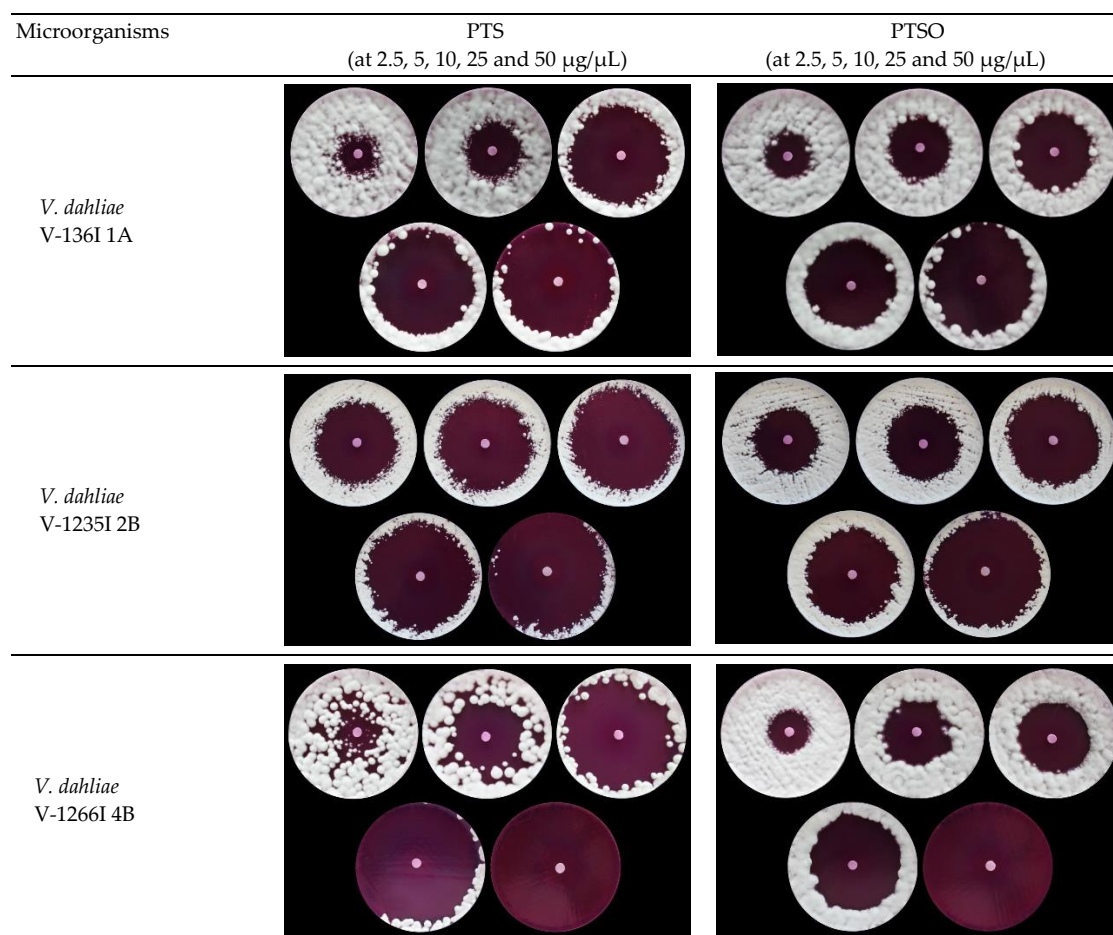 Microorganisms
PTS
(at 2.5, 5, 10, 25 and 50 µg/µL)
PTSO
(at 2.5, 5, 10, 25 and 50 µg/µL)
V. dahliae
V-136I 1A
V. dahliae
V-1235I 2B
V. dahliae
V-1266I 4B